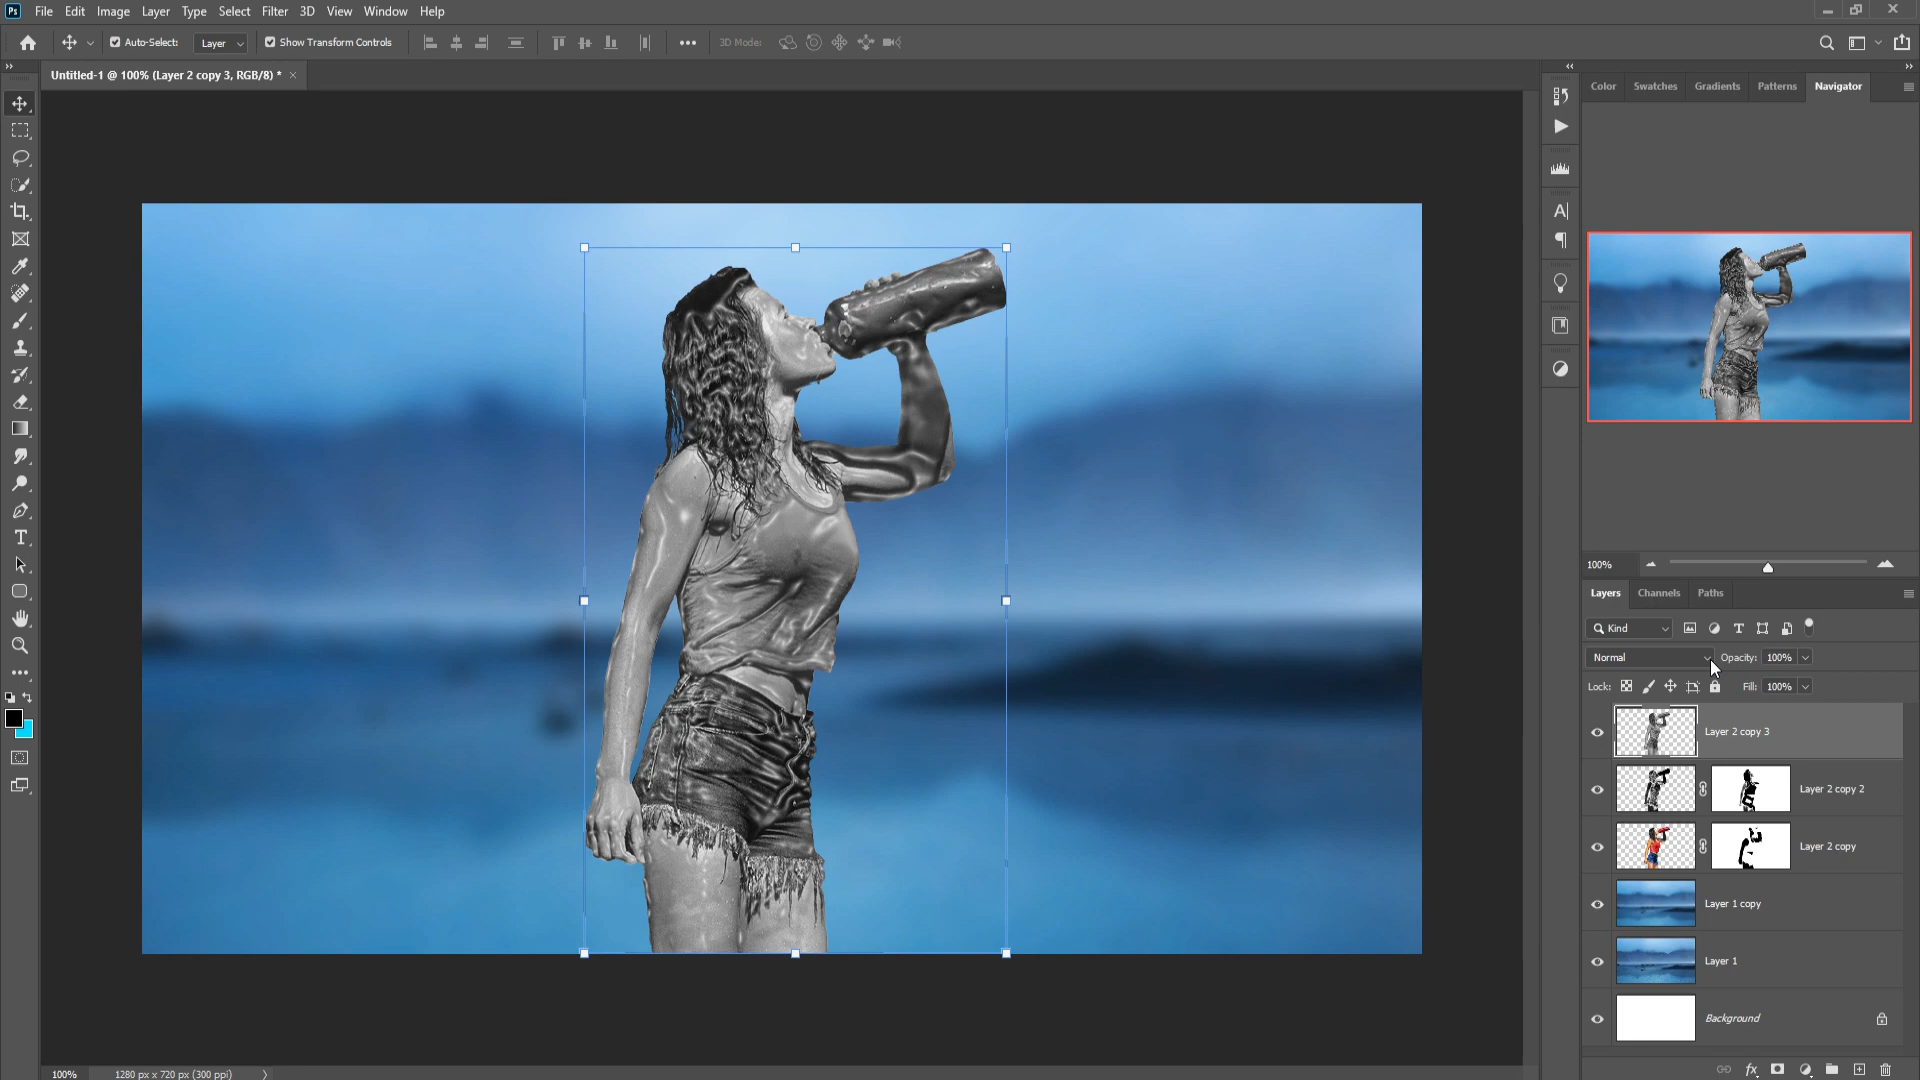 Ps File Edit Image Layer Type Select Filter 3D View Window Help
Auto-Select: Layer Show Transform Controls 3D Mode:
Untitled-1 @ 100% (Layer 2 copy 3, RGB/8) *
Color Swatches Gradients Patterns Navigator
100%
Layers Channels Paths
Kind
Normal Opacity: 100%
Lock: Fill: 100%
Layer 2 copy 3
Layer 2 copy 2
Layer 2 copy
Layer 1 copy
Layer 1
Background
100% 1280 px x 720 px (300 ppi)